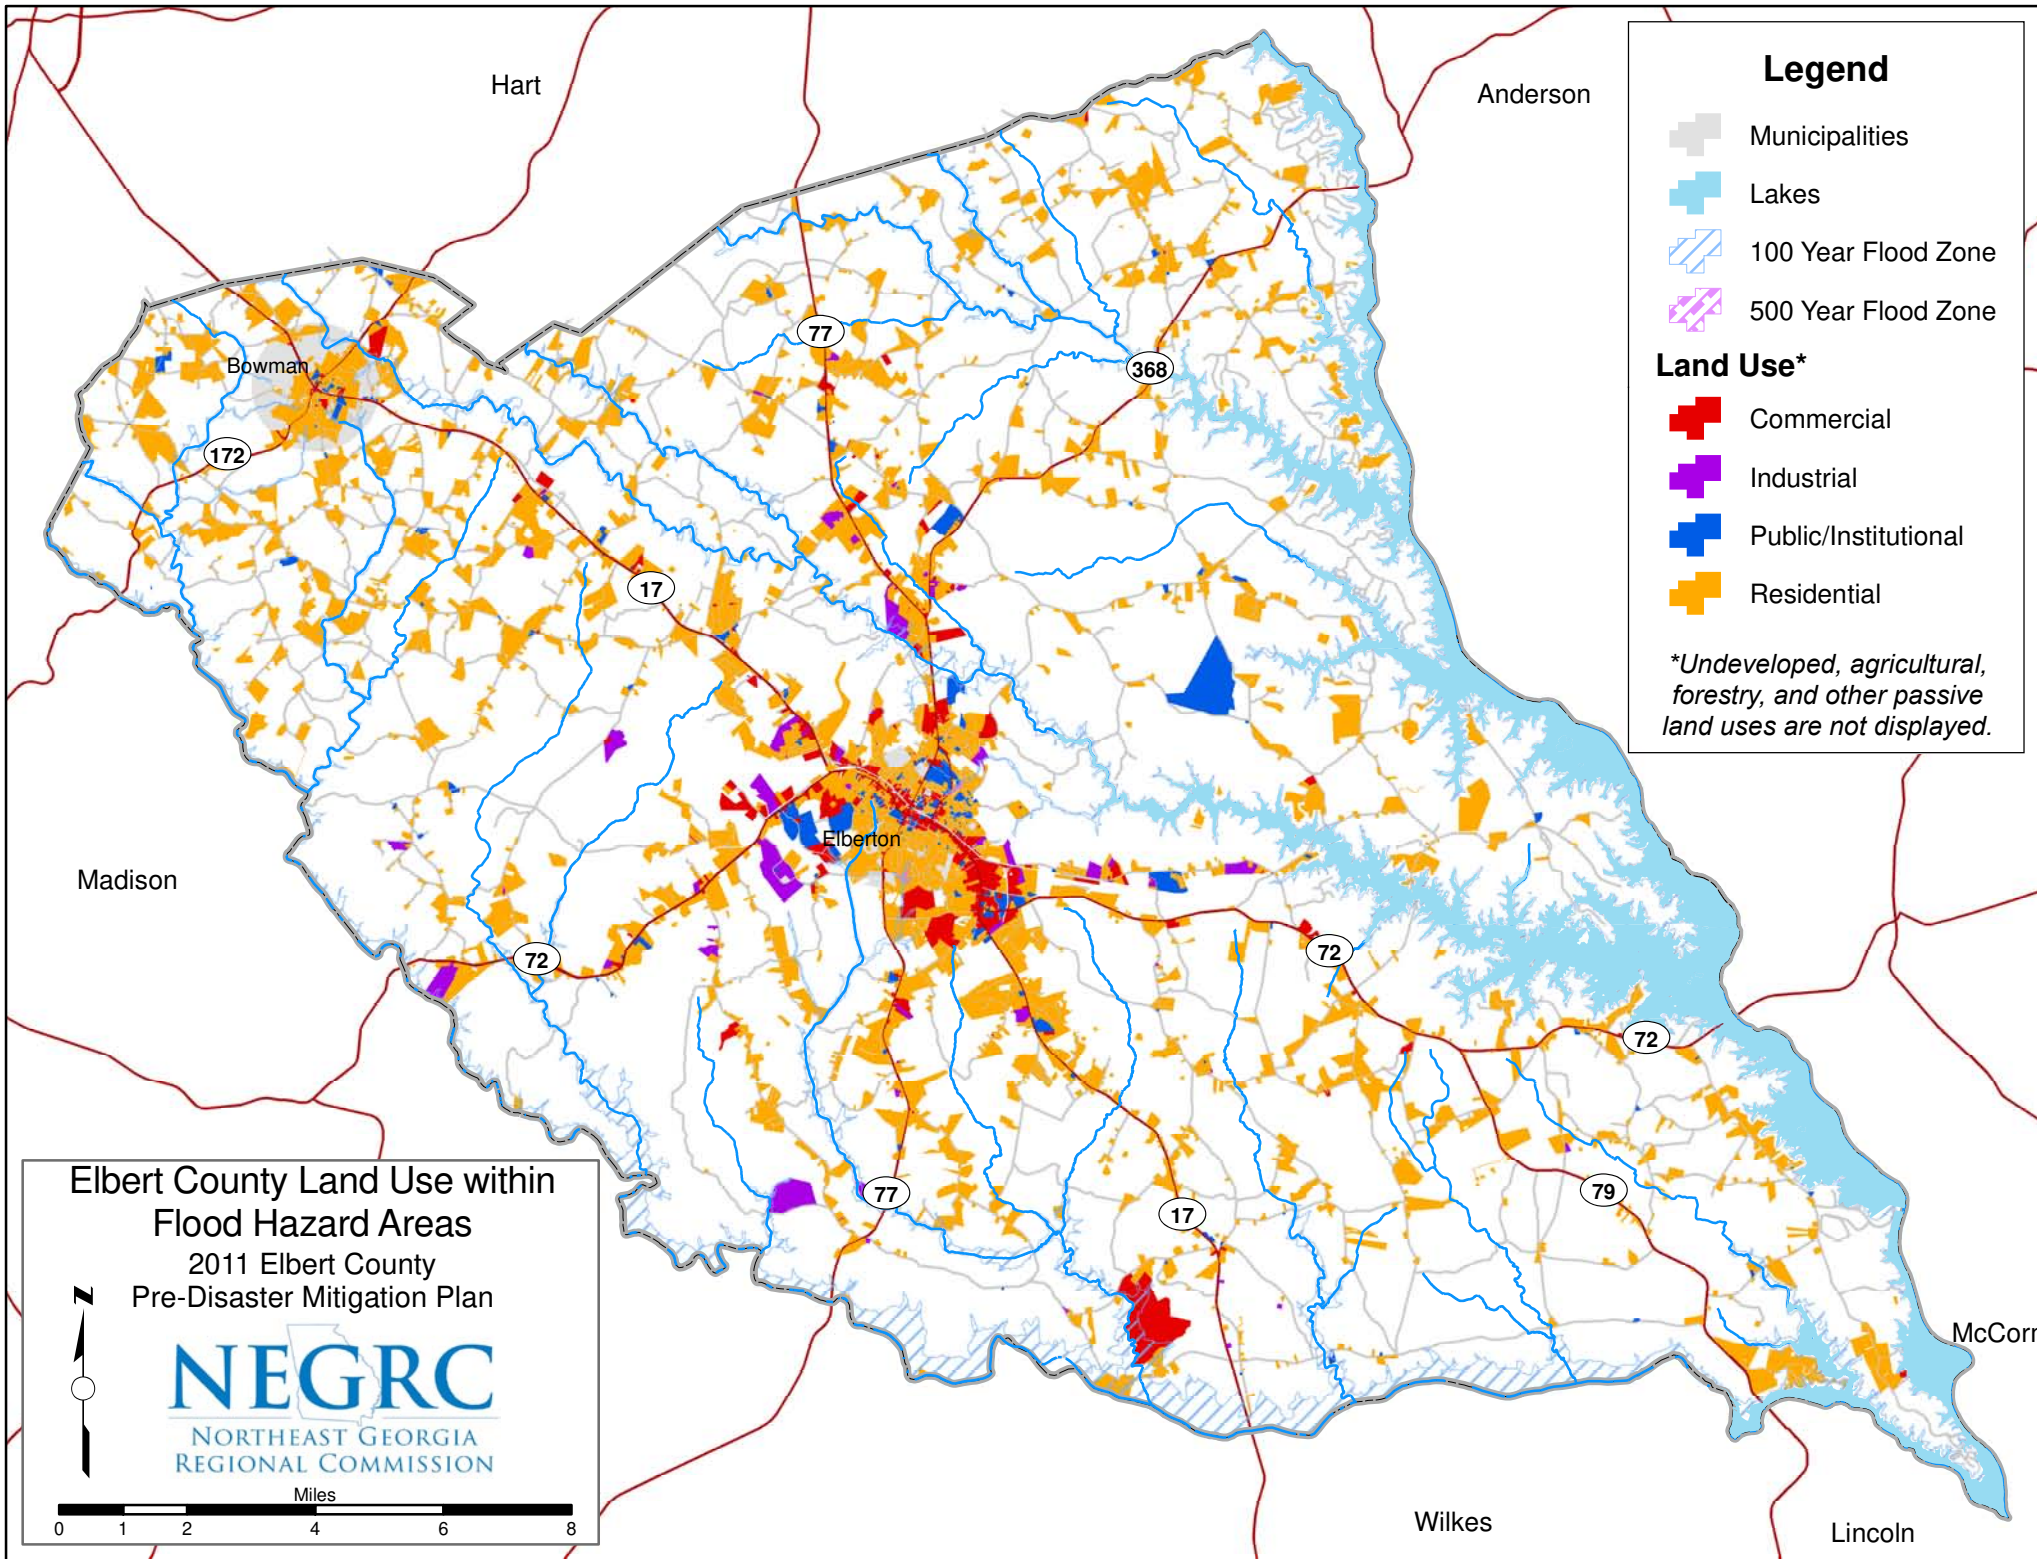 Hart
Anderson
Bowman
77
368
172
17
Elberton
Madison
72
72
72
77
17
79
McCorm
Wilkes
Lincoln
Legend
Municipalities
Lakes
100 Year Flood Zone
500 Year Flood Zone
Land Use*
Commercial
Industrial
Public/Institutional
Residential
*Undeveloped, agricultural,
forestry, and other passive
land uses are not displayed.
Elbert County Land Use within
Flood Hazard Areas
2011 Elbert County
Pre-Disaster Mitigation Plan
N
NEGRC
NORTHEAST GEORGIA
REGIONAL COMMISSION
Miles
0 1 2 4 6 8